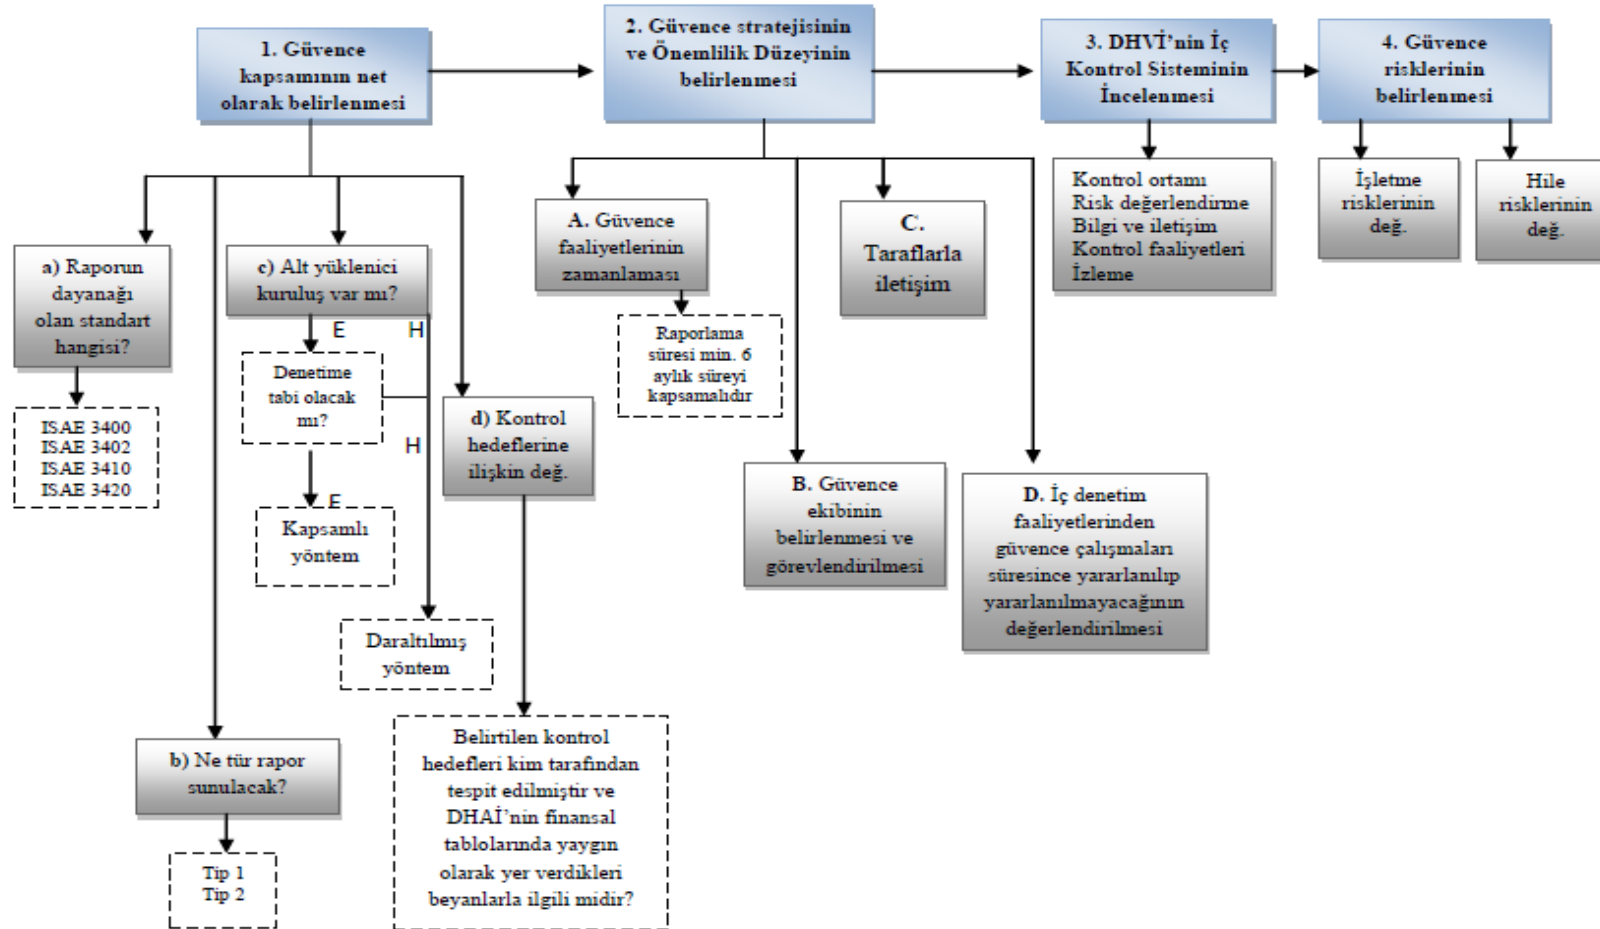 1. Güvence
kapsamının net
olarak belirlenmesi
2. Güvence stratejisinin
ve Önemlilik Düzeyinin
belirlenmesi
3. DHVİ’nin İç
Kontrol Sisteminin
İncelenmesi
4. Güvence
risklerinin
belirlenmesi
a) Raporun
dayanağı
olan standart
hangisi?
ISAE 3400
ISAE 3402
ISAE 3410
ISAE 3420
b) Ne tür rapor
sunulacak?
Tip 1
Tip 2
c) Alt yüklenici
kuruluş var mı?
E
H
Denetime
tabi olacak
mı?
H
E
Kapsamlı
yöntem
Daraltılmış
yöntem
d) Kontrol
hedeflerine
ilişkin değ.
Belirtilen kontrol
hedefleri kim tarafından
tespit edilmiştir ve
DHAİ’nin finansal
tablolarında yaygın
olarak yer verdikleri
beyanlarla ilgili midir?
A. Güvence
faaliyetlerinin
zamanlaması
Raporlama
süresi min. 6
aylık süreyi
kapsamalıdır
B. Güvence
ekibinin
belirlenmesi ve
görevlendirilmesi
C.
Taraflarla
iletişim
D. İç denetim
faaliyetlerinden
güvence çalışmaları
süresince yararlanılıp
yararlanılmayacağının
değerlendirilmesi
Kontrol ortamı
Risk değerlendirme
Bilgi ve iletişim
Kontrol faaliyetleri
İzleme
İşletme
risklerinin
değ.
Hile
risklerinin
değ.